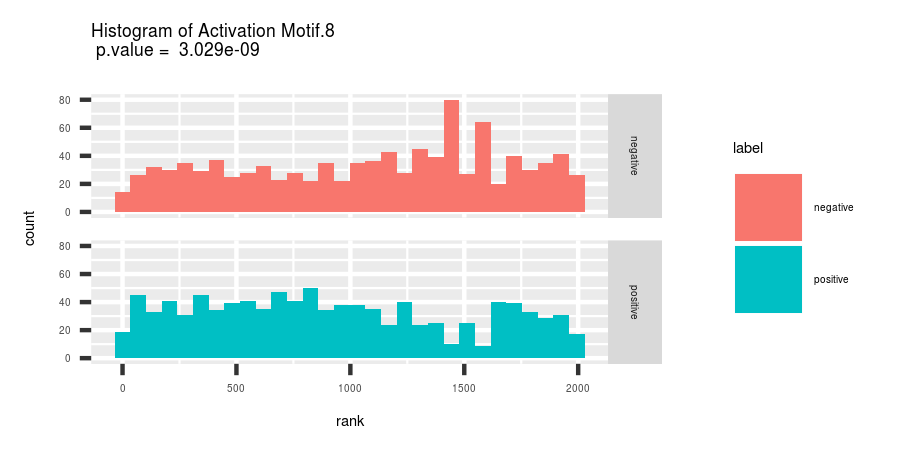 Histogram of Activation Motif.8
p.value =  3.029e-09
count
80
60
40
20
0
negative
80
60
40
20
0
positive
0 500 1000 1500 2000
rank
label
negative
positive